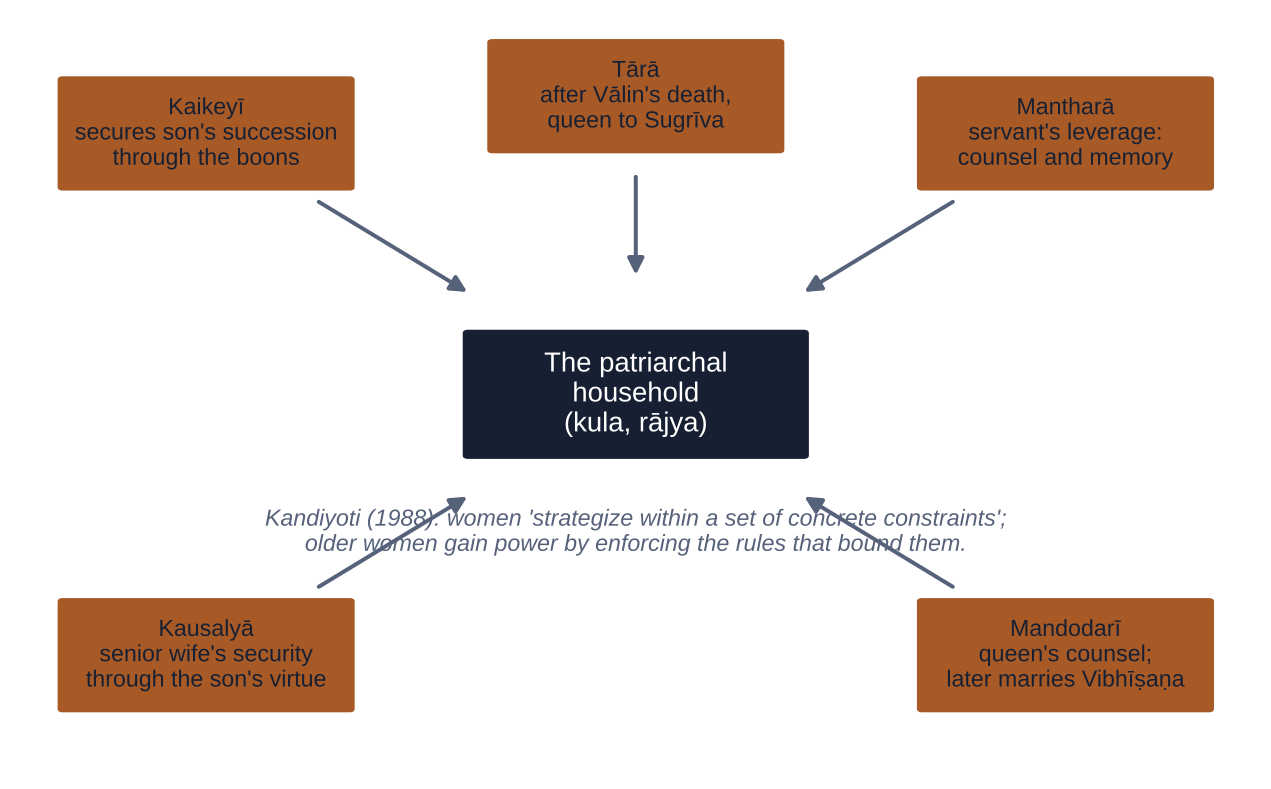 Kaikeyī
secures son's succession
through the boons
Tārā
after Vālin's death,
queen to Sugrīva
Mantharā
servant's leverage:
counsel and memory
The patriarchal
household
(kula, rājya)
Kandiyoti (1988): women 'strategize within a set of concrete constraints';
older women gain power by enforcing the rules that bound them.
Kausalyā
senior wife's security
through the son's virtue
Mandodarī
queen's counsel;
later marries Vibhīṣaṇa